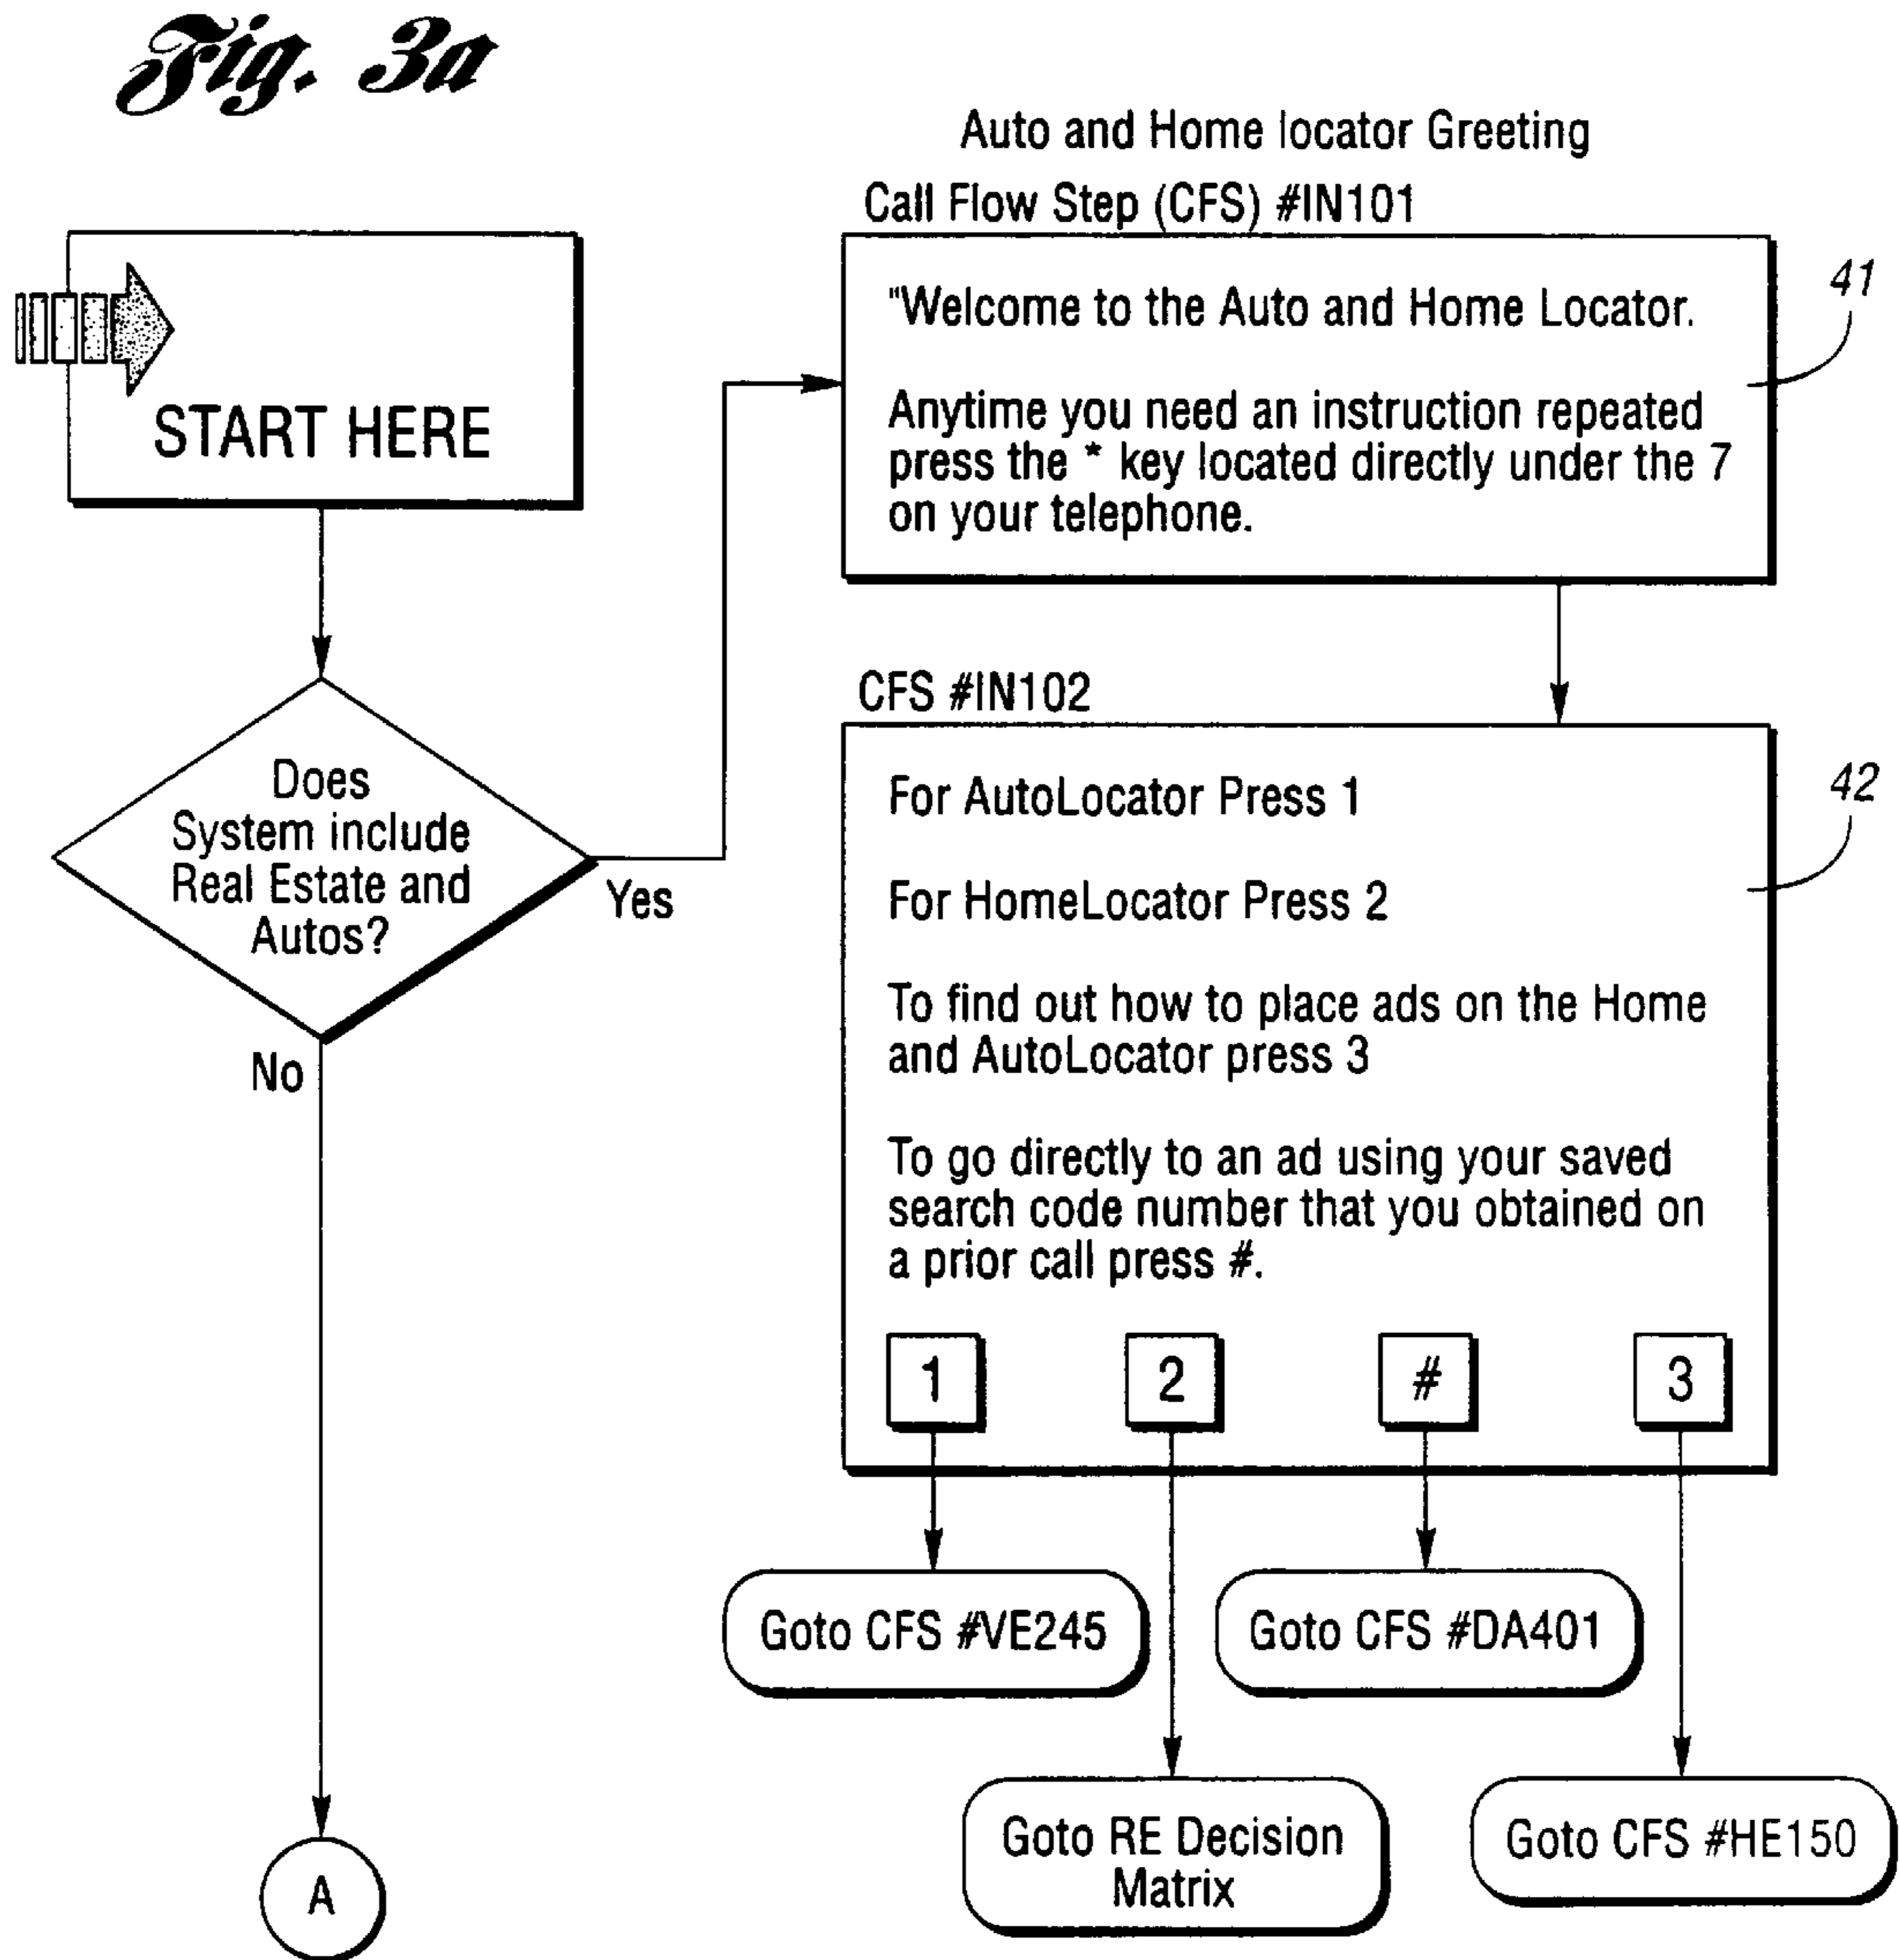 Fig. 3a
START HERE
Does
System include
Real Estate and
Autos?
Yes
No
A
Auto and Home locator Greeting
Call Flow Step (CFS) #IN101
"Welcome to the Auto and Home Locator.
Anytime you need an instruction repeated
press the * key located directly under the 7
on your telephone.
41
CFS #IN102
For AutoLocator Press 1
For HomeLocator Press 2
To find out how to place ads on the Home
and AutoLocator press 3
To go directly to an ad using your saved
search code number that you obtained on
a prior call press #.
42
1 2 # 3
Goto CFS #VE245
Goto CFS #DA401
Goto RE Decision
Matrix
Goto CFS #HE150